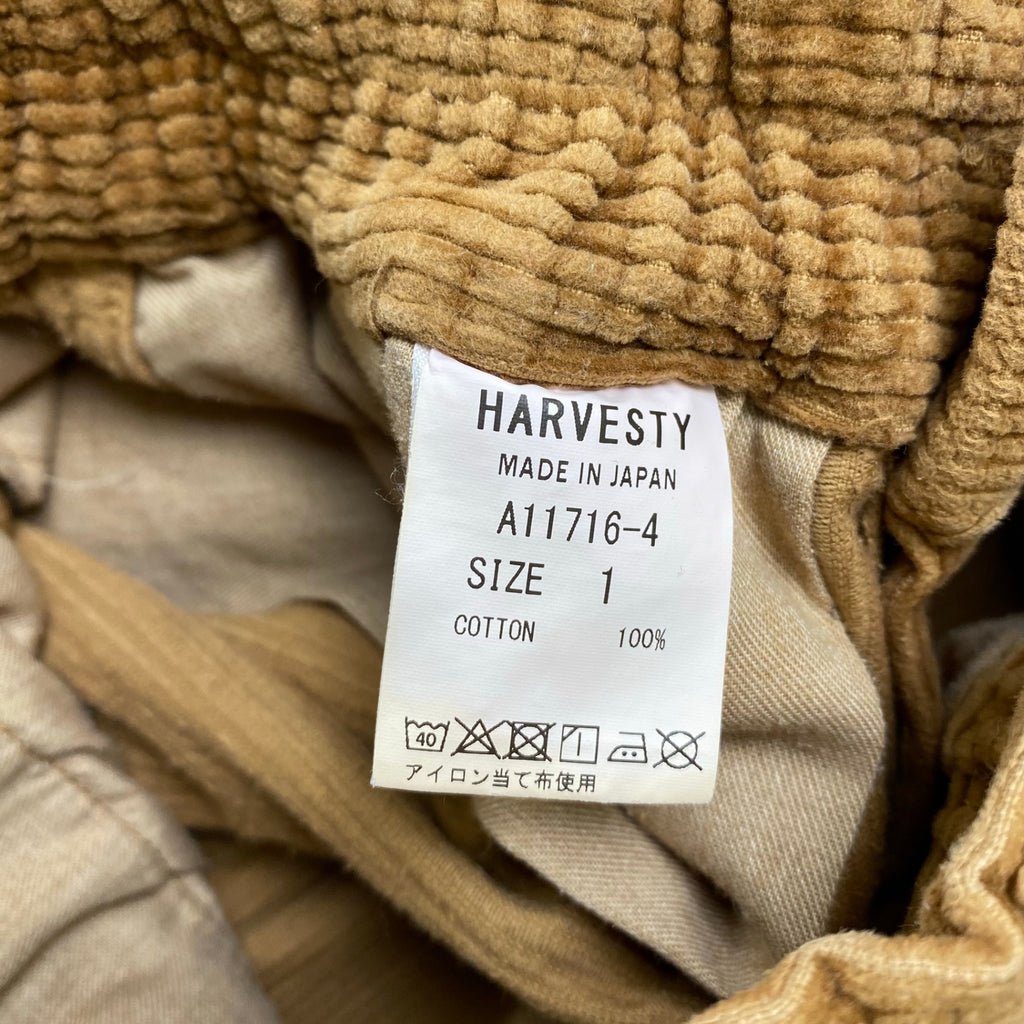 HARVESTY
MADE IN JAPAN
A11716-4
SIZE 1
COTTON 100%
40
アイロン当て布使用